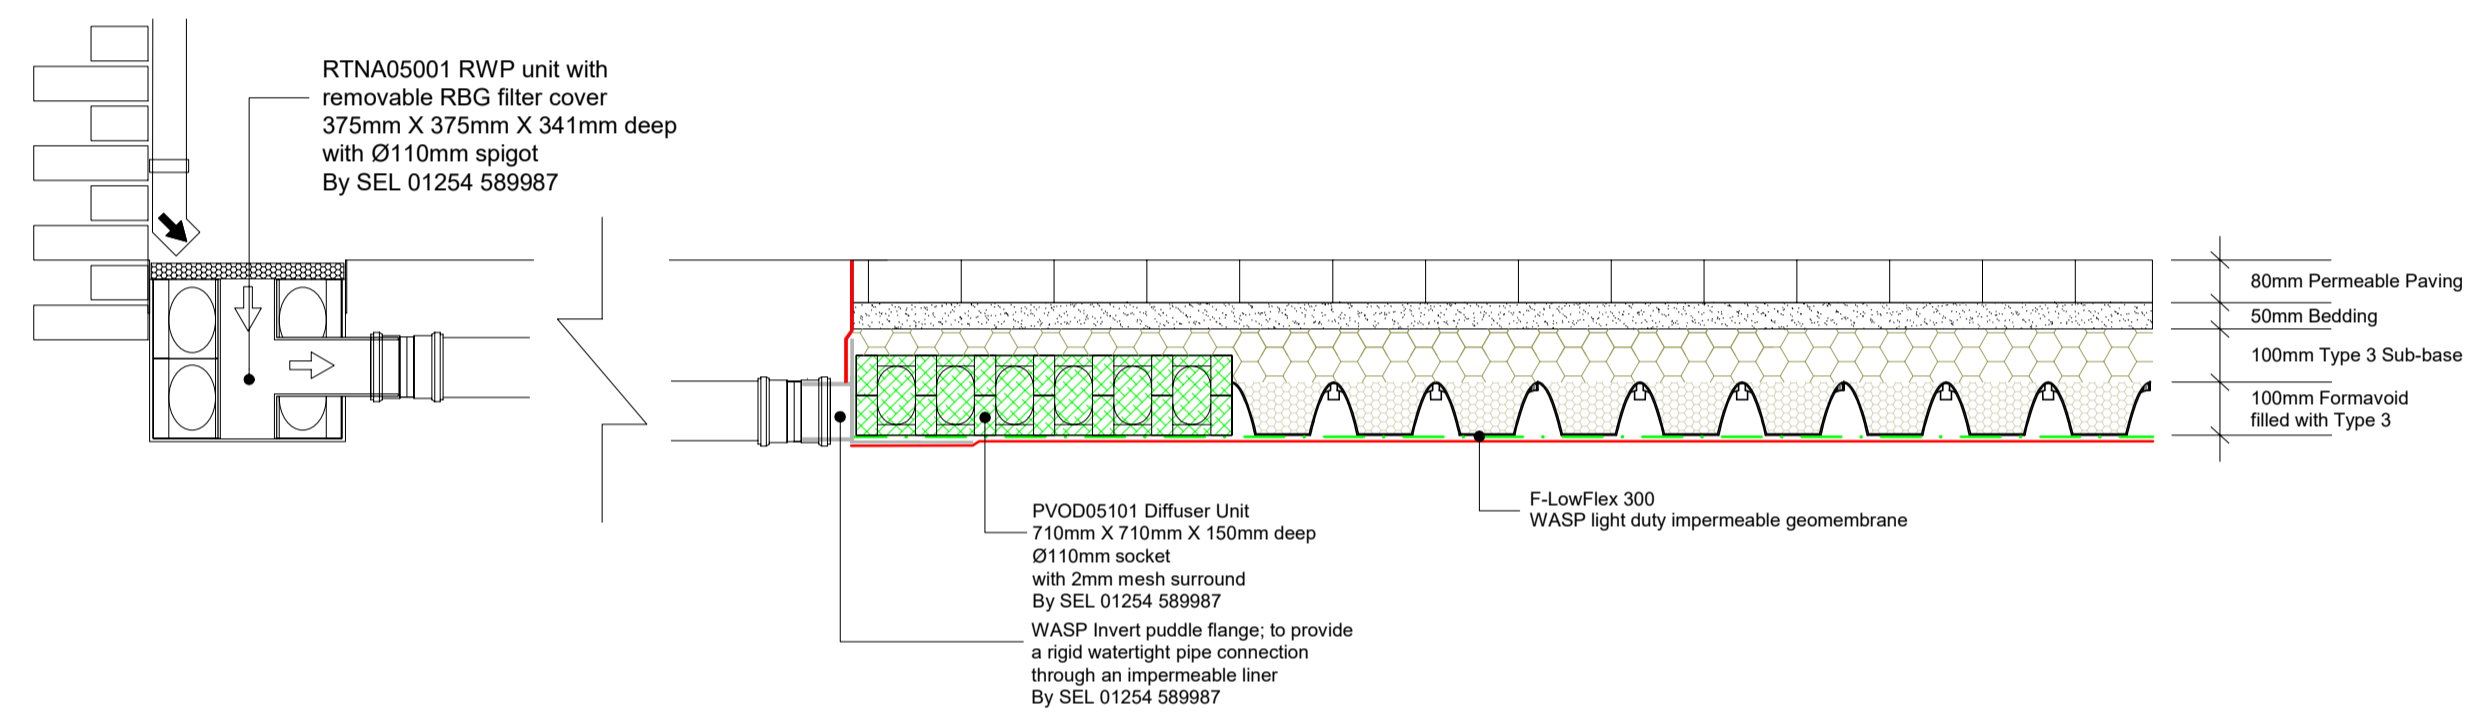 RTNA05001 RWP unit with
removable RBG filter cover
375mm X 375mm X 341mm deep
with Ø110mm spigot
By SEL 01254 589987
80mm Permeable Paving
50mm Bedding
100mm Type 3 Sub-base
100mm Formavoid
filled with Type 3
F-LowFlex 300
WASP light duty impermeable geomembrane
PVOD05101 Diffuser Unit
710mm X 710mm X 150mm deep
Ø110mm socket
with 2mm mesh surround
By SEL 01254 589987
WASP Invert puddle flange; to provide
a rigid watertight pipe connection
through an impermeable liner
By SEL 01254 589987